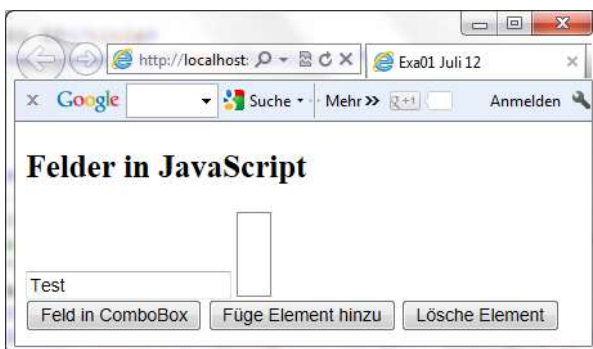 http://localhost:
Exa01 Juli 12
x Google Suche Mehr >> g+1 Anmelden
Felder in JavaScript
Test
Feld in ComboBox Füge Element hinzu Lösche Element